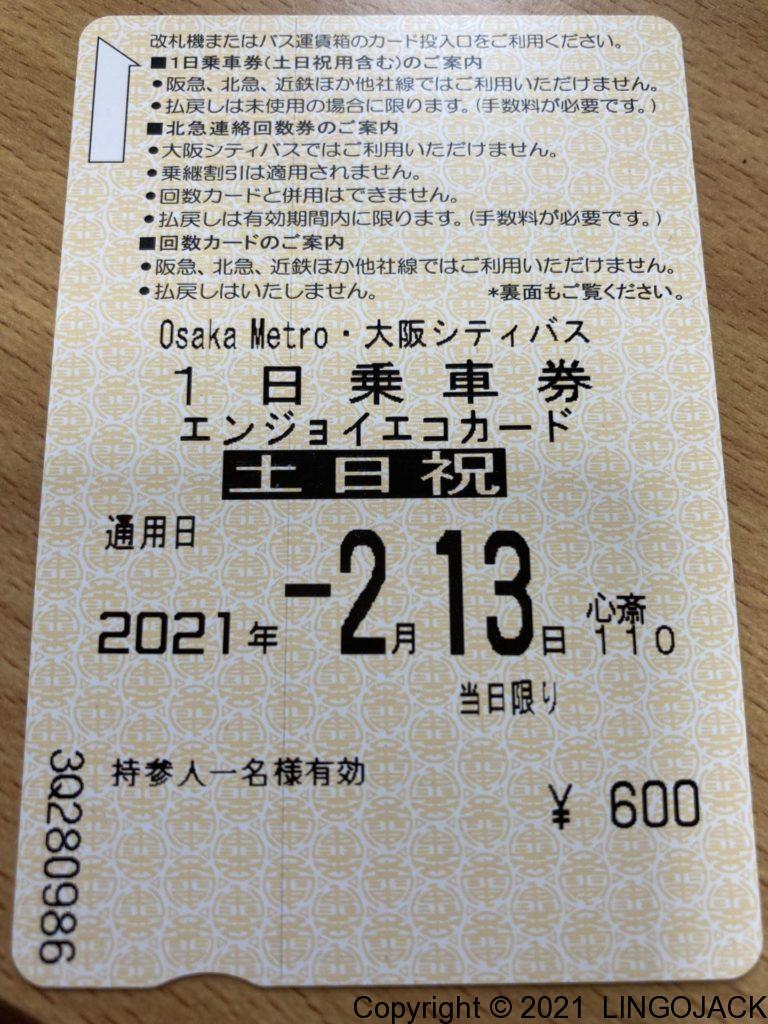 改札機またはバス運賃箱のカード投入口をご利用ください。
■1日乗車券(土日祝用含む)のご案内
●阪急、北急、近鉄ほか他社線ではご利用いただけません。
●払戻しは未使用の場合に限ります。(手数料が必要です。)
■北急連絡回数券のご案内
●大阪シティバスではご利用いただけません。
●乗継割引は適用されません。
●回数カードと併用はできません。
●払戻しは有効期間内に限ります。(手数料が必要です。)
■回数カードのご案内
●阪急、北急、近鉄ほか他社線ではご利用いただけません。
●払戻しはいたしません。 *裏面もご覧ください。
Osaka Metro・大阪シティバス
1日乗車券
エンジョイエコカード
土日祝
通用日
2021年 -2月13日 心斎110
当日限り
持参人一名様有効
¥ 600
3Q280986
Copyright © 2021 LINGOJACK